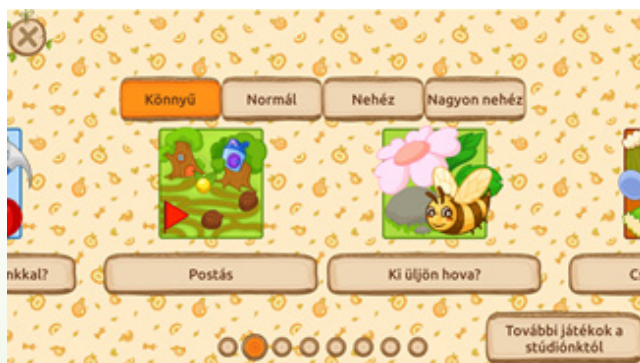 Könnyű Normál Nehéz Nagyon nehéz
nkkal? Postás Ki üljön hova? C
További játékok a
stúdiónktól